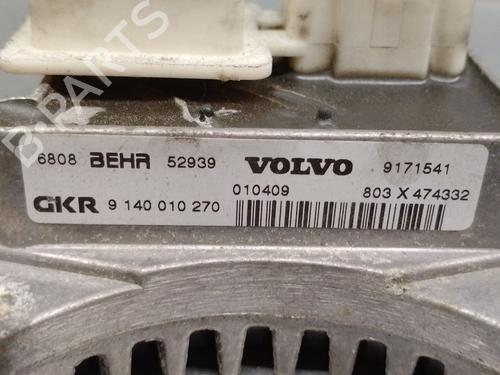 B PARTS
6808 BEHR 52939 VOLVO 9171541
010409 803 X 474332
GKR 9 140 010 270